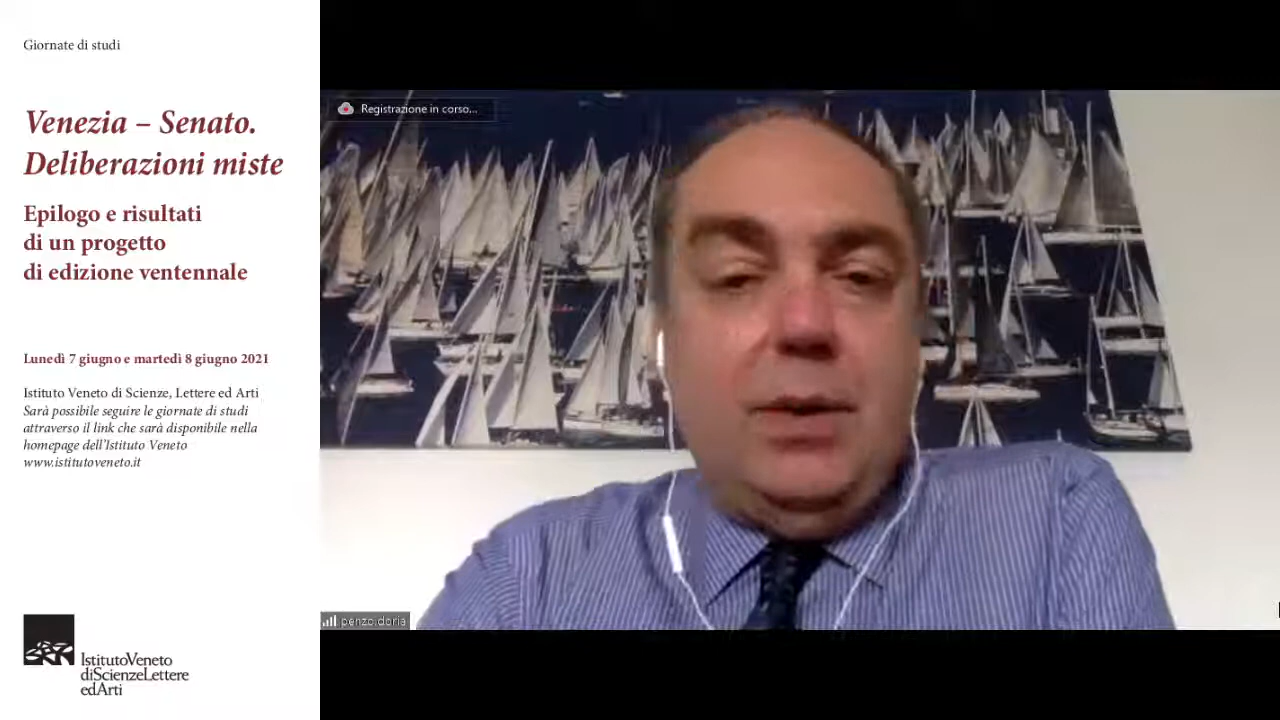 Giornate di studi
Venezia – Senato.
Deliberazioni miste
Epilogo e risultati
di un progetto
di edizione ventennale
Lunedì 7 giugno e martedì 8 giugno 2021
Istituto Veneto di Scienze, Lettere ed Arti
Sarà possibile seguire le giornate di studi
attraverso il link che sarà disponibile nella
homepage dell'Istituto Veneto
www.istitutoveneto.it
IstitutoVeneto
diScienzeLettere
edArti
Registrazione in corso...
penzo doria